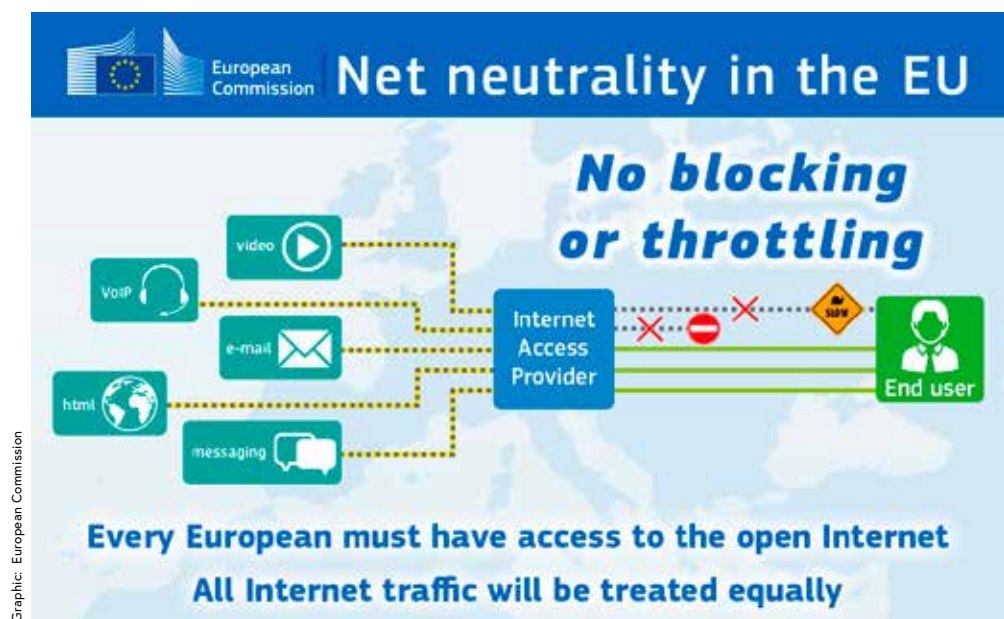 European
Commission
Net neutrality in the EU
No blocking
or throttling
video
VoIP
e-mail
html
messaging
Internet
Access
Provider
SLOW
End user
Every European must have access to the open Internet
All Internet traffic will be treated equally
Graphic: European Commission